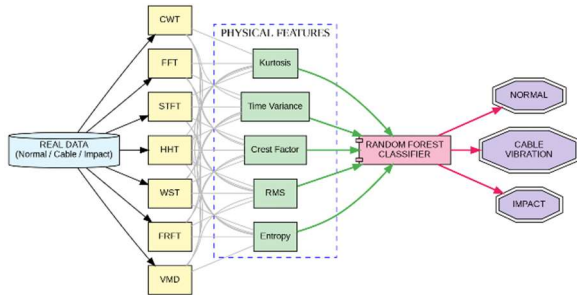 CWT
FFT
STFT
HHT
WST
FRFT
VMD
REAL DATA
(Normal / Cable / Impact)
PHYSICAL FEATURES
Kurtosis
Time Variance
Crest Factor
RMS
Entropy
RANDOM FOREST
CLASSIFIER
NORMAL
CABLE
VIBRATION
IMPACT